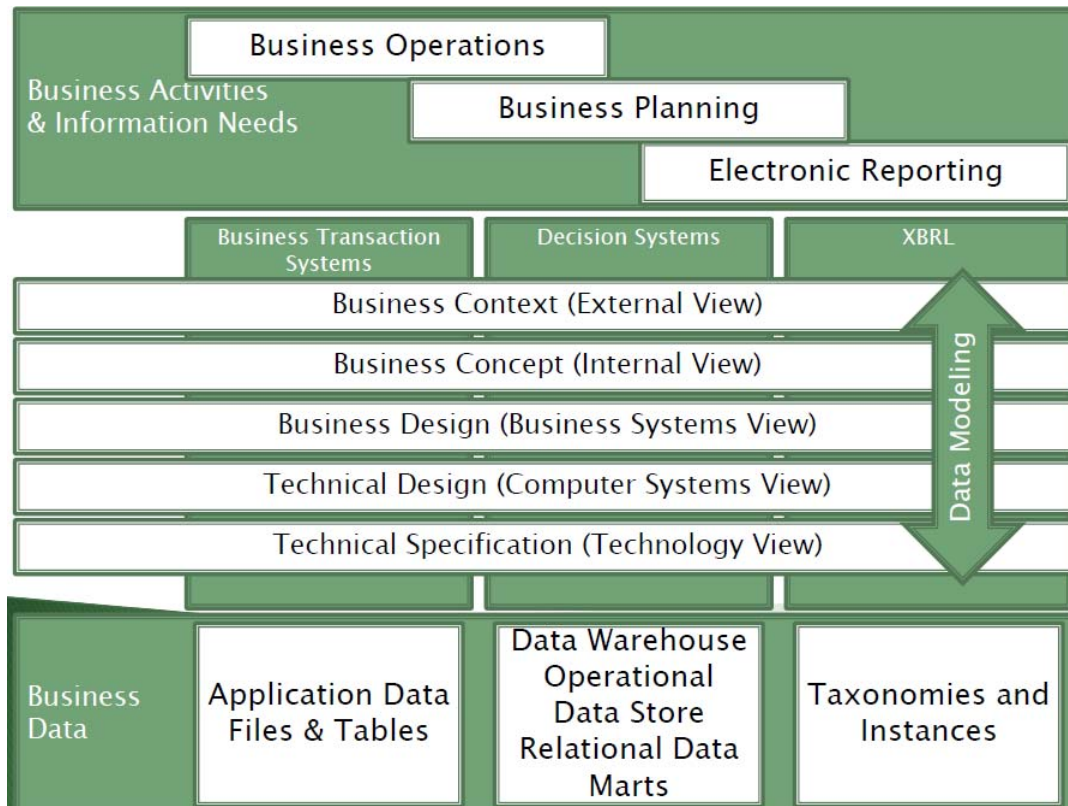 Business Operations
Business Activities
& Information Needs
Business Planning
Electronic Reporting
Business Transaction
Systems
Decision Systems
XBRL
Business Context (External View)
Business Concept (Internal View)
Business Design (Business Systems View)
Technical Design (Computer Systems View)
Technical Specification (Technology View)
Data Modeling
Business
Data
Application Data
Files & Tables
Data Warehouse
Operational
Data Store
Relational Data
Marts
Taxonomies and
Instances